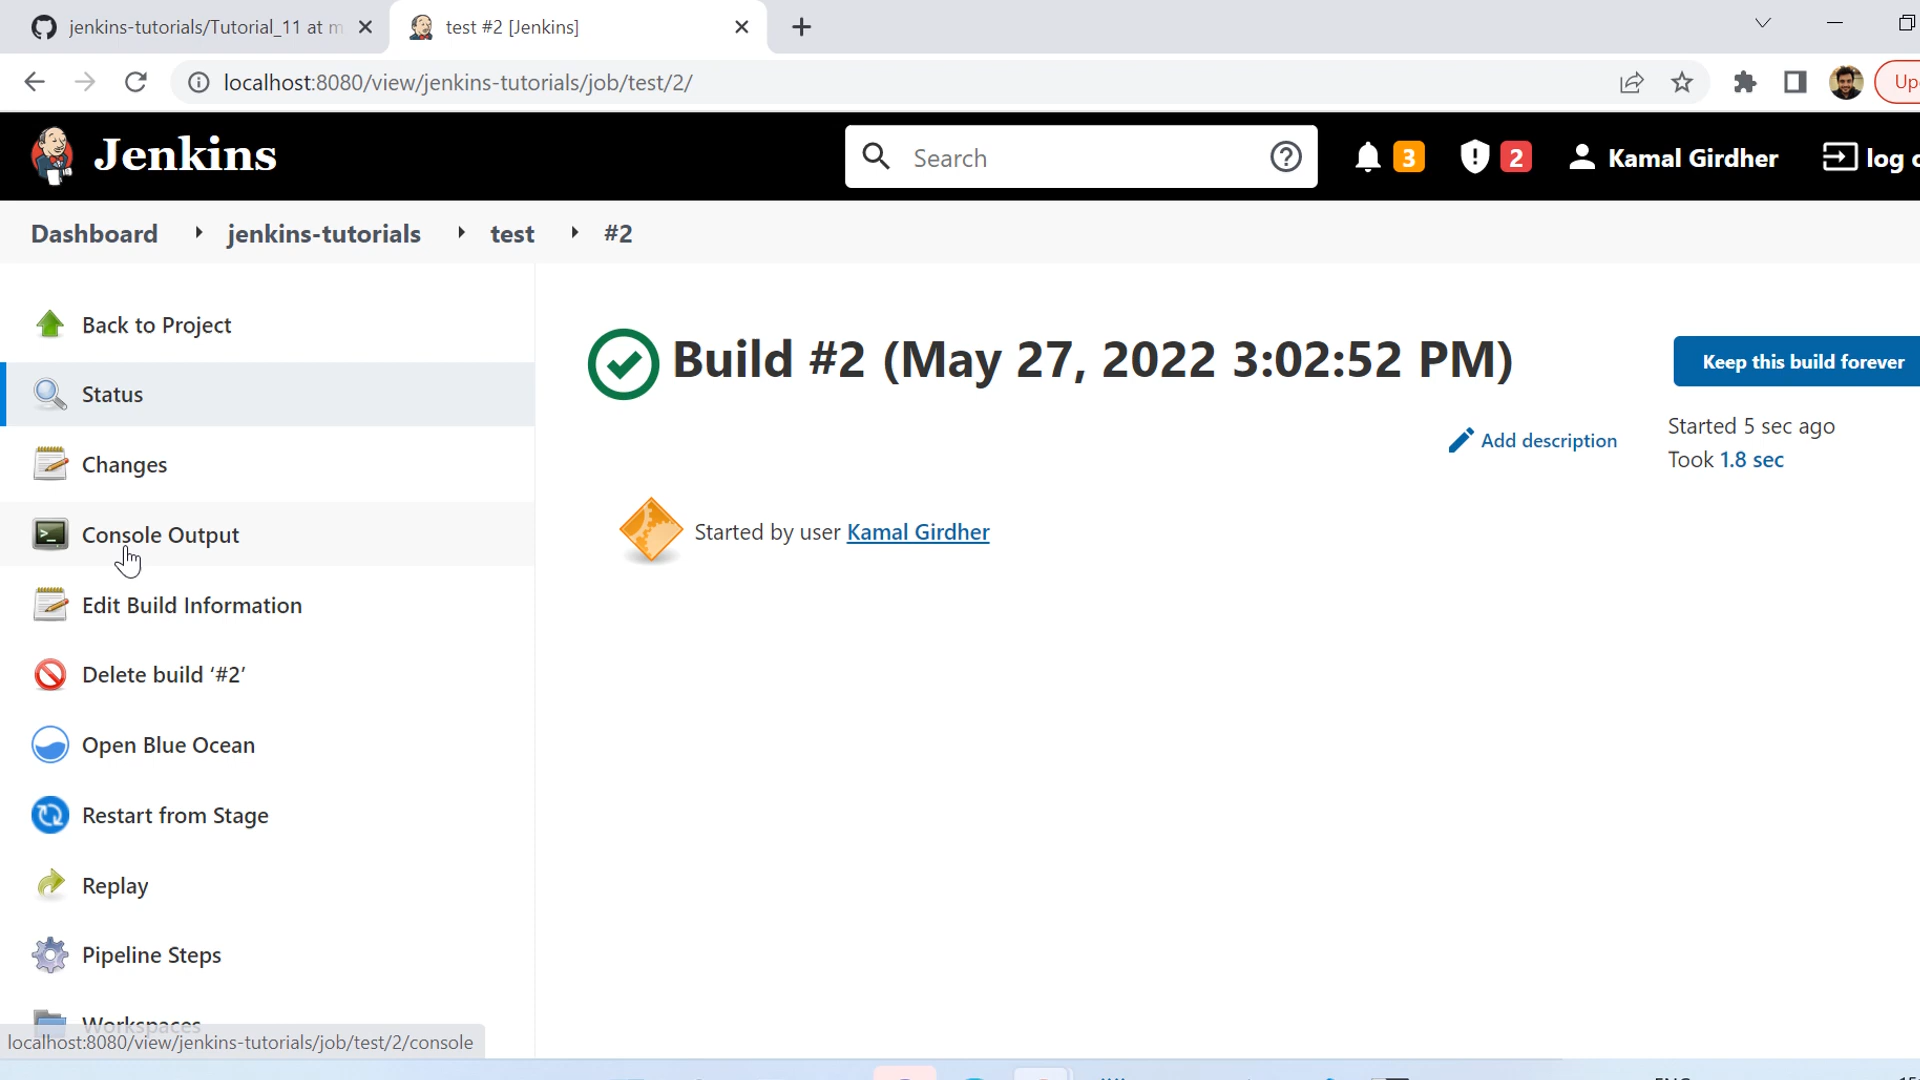 jenkins-tutorials/Tutorial_11 at m
test #2 [Jenkins]
localhost:8080/view/jenkins-tutorials/job/test/2/
Up
Jenkins
Search
3
2
Kamal Girdher
log
Dashboard
jenkins-tutorials
test
#2
Back to Project
Status
Changes
Console Output
Edit Build Information
Delete build ‘#2’
Open Blue Ocean
Restart from Stage
Replay
Pipeline Steps
Workspaces
Build #2 (May 27, 2022 3:02:52 PM)
Keep this build forever
Add description
Started 5 sec ago
Took 1.8 sec
Started by user Kamal Girdher
localhost:8080/view/jenkins-tutorials/job/test/2/console